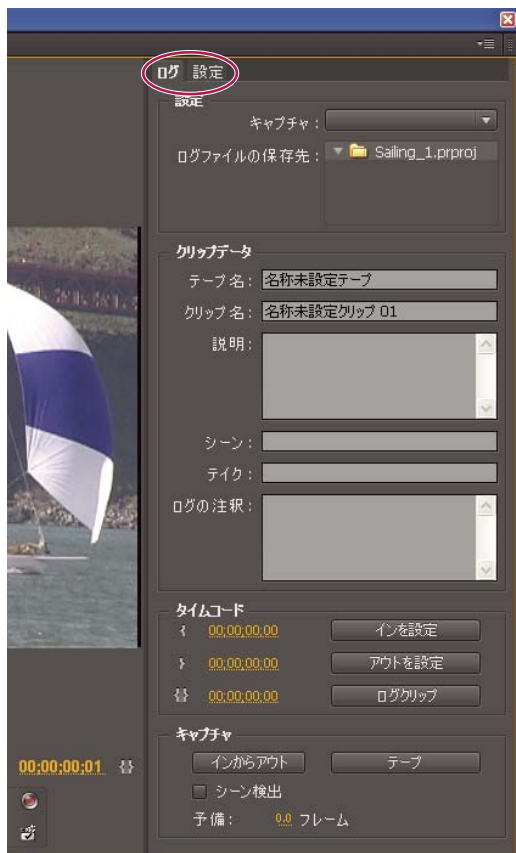 ログ 設定
設定
キャプチャ:
ログファイルの保存先: Sailing_1.prproj
クリップデータ
テープ名: 名称未設定テープ
クリップ名: 名称未設定クリップ 01
説明:
シーン:
テイク:
ログの注釈:
タイムコード
00;00;00;00 インを設定
00;00;00;00 アウトを設定
00;00;00;00 ログクリップ
キャプチャ
インからアウト テープ
シーン検出
予備: 0.0 フレーム
00;00;00;01